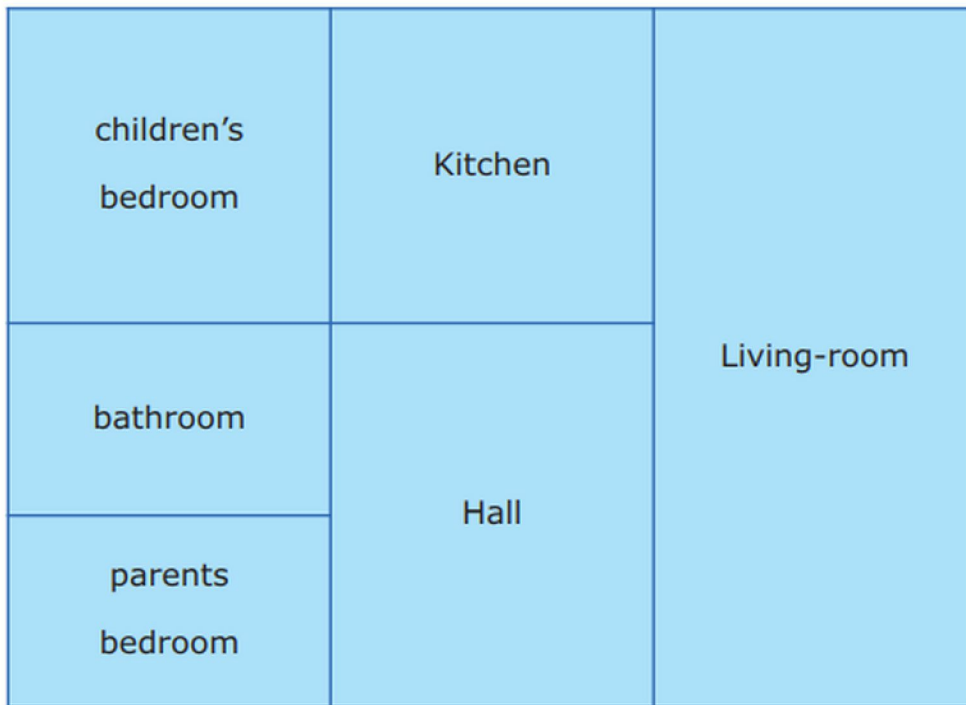 children's
bedroom
Kitchen
Living-room
bathroom
Hall
parents
bedroom